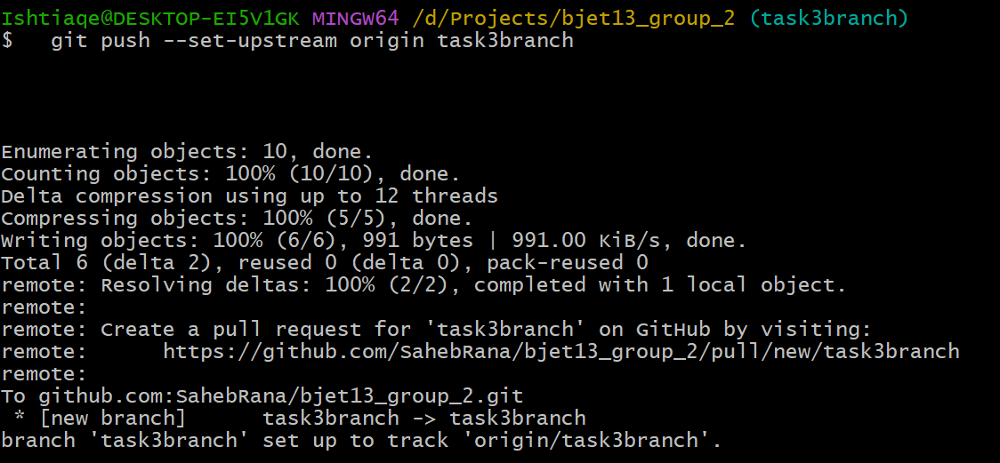 Ishtiaqe@DESKTOP-EI5V1GK MINGW64 /d/Projects/bjet13_group_2 (task3branch)
$   git push --set-upstream origin task3branch
Enumerating objects: 10, done.
Counting objects: 100% (10/10), done.
Delta compression using up to 12 threads
Compressing objects: 100% (5/5), done.
Writing objects: 100% (6/6), 991 bytes | 991.00 KiB/s, done.
Total 6 (delta 2), reused 0 (delta 0), pack-reused 0
remote: Resolving deltas: 100% (2/2), completed with 1 local object.
remote:
remote: Create a pull request for 'task3branch' on GitHub by visiting:
remote:      https://github.com/SahebRana/bjet13_group_2/pull/new/task3branch
remote:
To github.com:SahebRana/bjet13_group_2.git
 * [new branch]      task3branch -> task3branch
branch 'task3branch' set up to track 'origin/task3branch'.